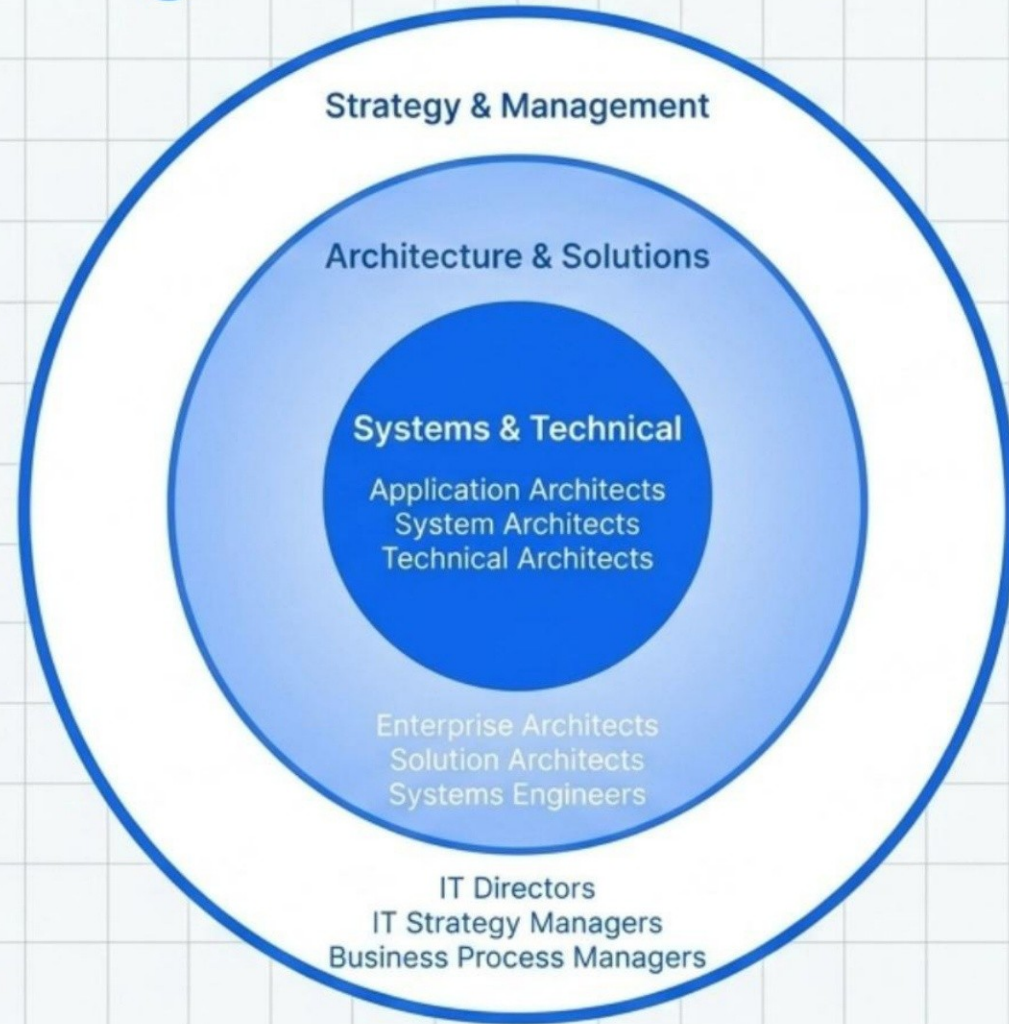 Strategy & Management
Architecture & Solutions
Systems & Technical
Application Architects
System Architects
Technical Architects
Enterprise Architects
Solution Architects
Systems Engineers
IT Directors
IT Strategy Managers
Business Process Managers